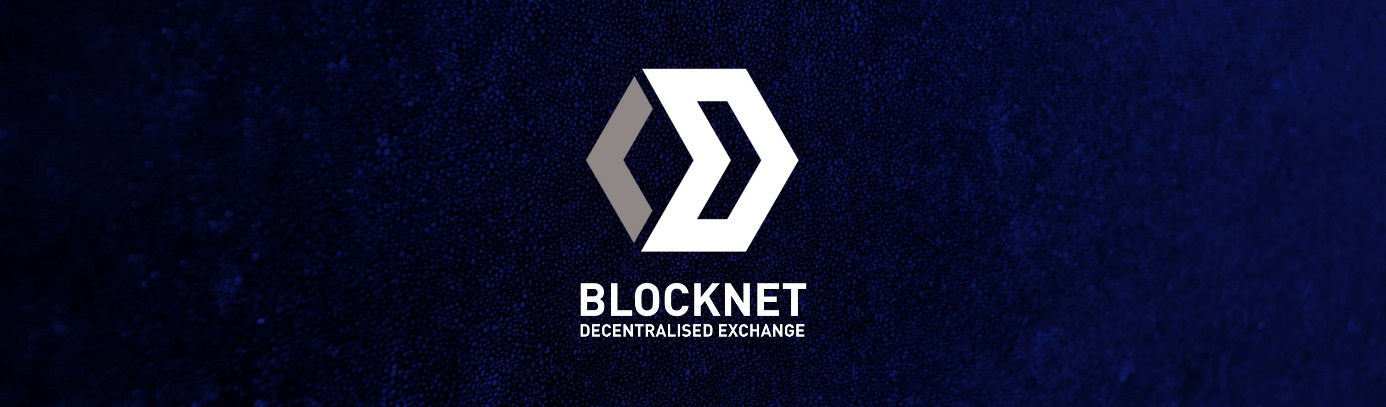 BLOCKNET
DECENTRALISED EXCHANGE